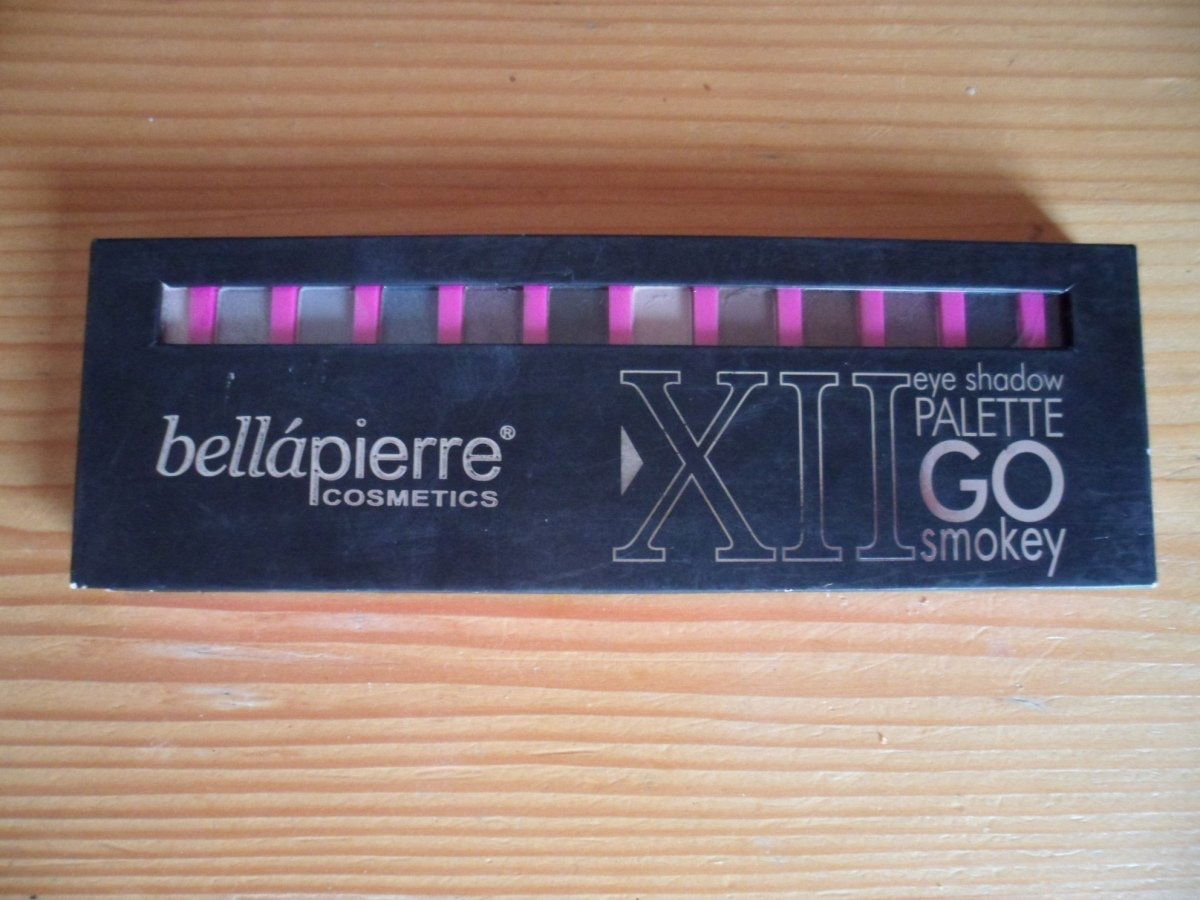 bellápierre®
COSMETICS
XII
eye shadow
PALETTE
GO
smokey